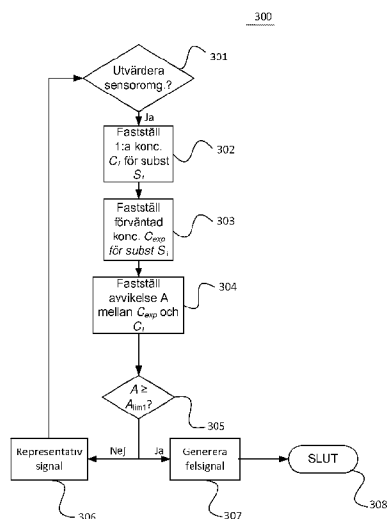 300
301
Utvärdera
sensoromg.?
Ja
302
Fastställ
1:a konc.
C₁ för subst
S₁
303
Fastställ
förväntad
konc. Cexp
för subst S₁
304
Fastställ
avvikelse A
mellan Cexp och
C₁
A ≥
Alim1?
305
Nej
Ja
Representativ
signal
Generera
felsignal
SLUT
306
307
308